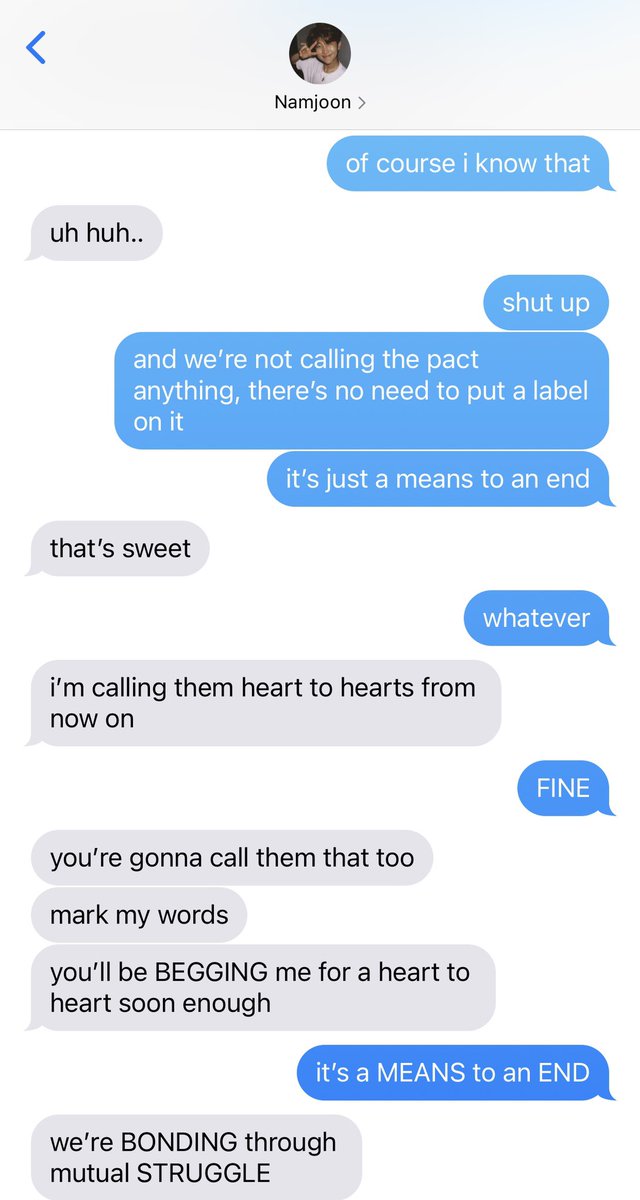 Namjoon
of course i know that
uh huh..
shut up
and we’re not calling the pact
anything, there’s no need to put a label
on it
it’s just a means to an end
that’s sweet
whatever
i’m calling them heart to hearts from
now on
FINE
you’re gonna call them that too
mark my words
you’ll be BEGGING me for a heart to
heart soon enough
it’s a MEANS to an END
we’re BONDING through
mutual STRUGGLE